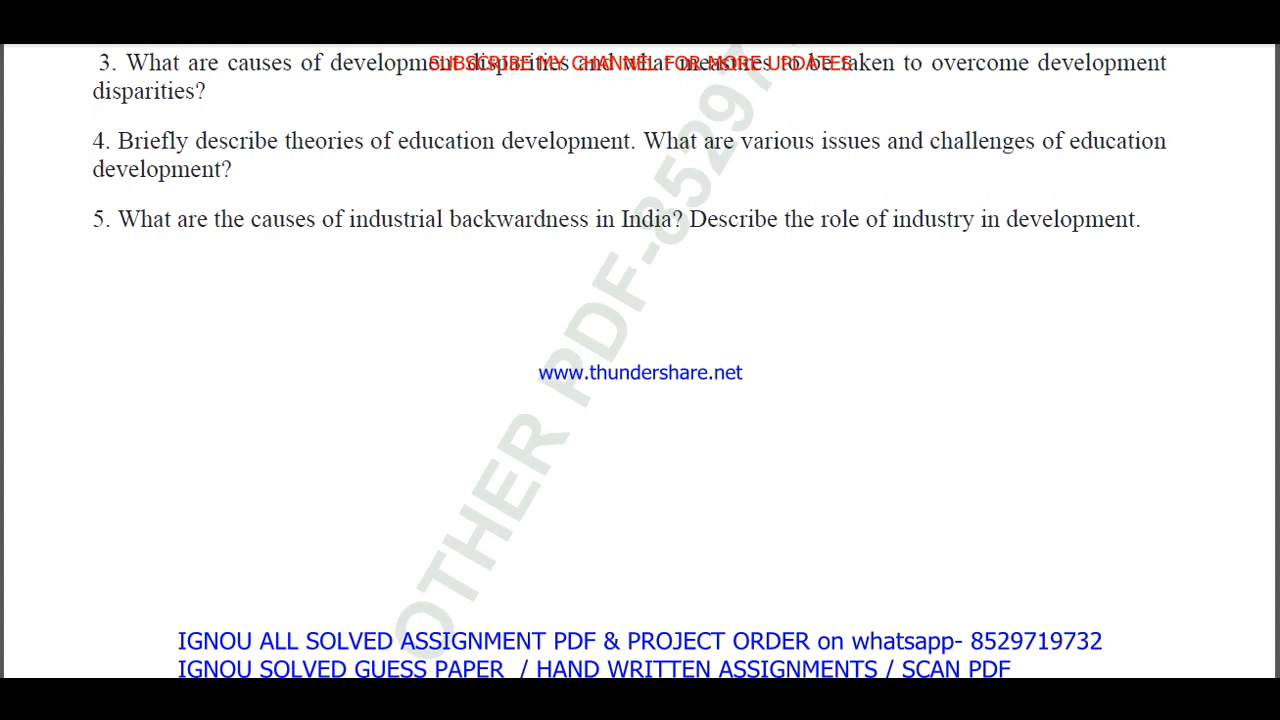 3. What are causes of development disparities and what measures to be taken to overcome development
SUBSCRIBE MY CHANNEL FOR MORE UPDATES
disparities?
4. Briefly describe theories of education development. What are various issues and challenges of education
development?
5. What are the causes of industrial backwardness in India? Describe the role of industry in development.
OTHER PDF-85297
www.thundershare.net
IGNOU ALL SOLVED ASSIGNMENT PDF & PROJECT ORDER on whatsapp- 8529719732
IGNOU SOLVED GUESS PAPER / HAND WRITTEN ASSIGNMENTS / SCAN PDF